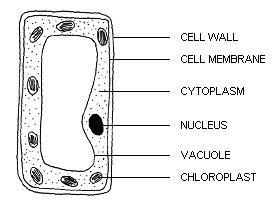 CELL WALL
CELL MEMBRANE
CYTOPLASM
NUCLEUS
VACUOLE
CHLOROPLAST